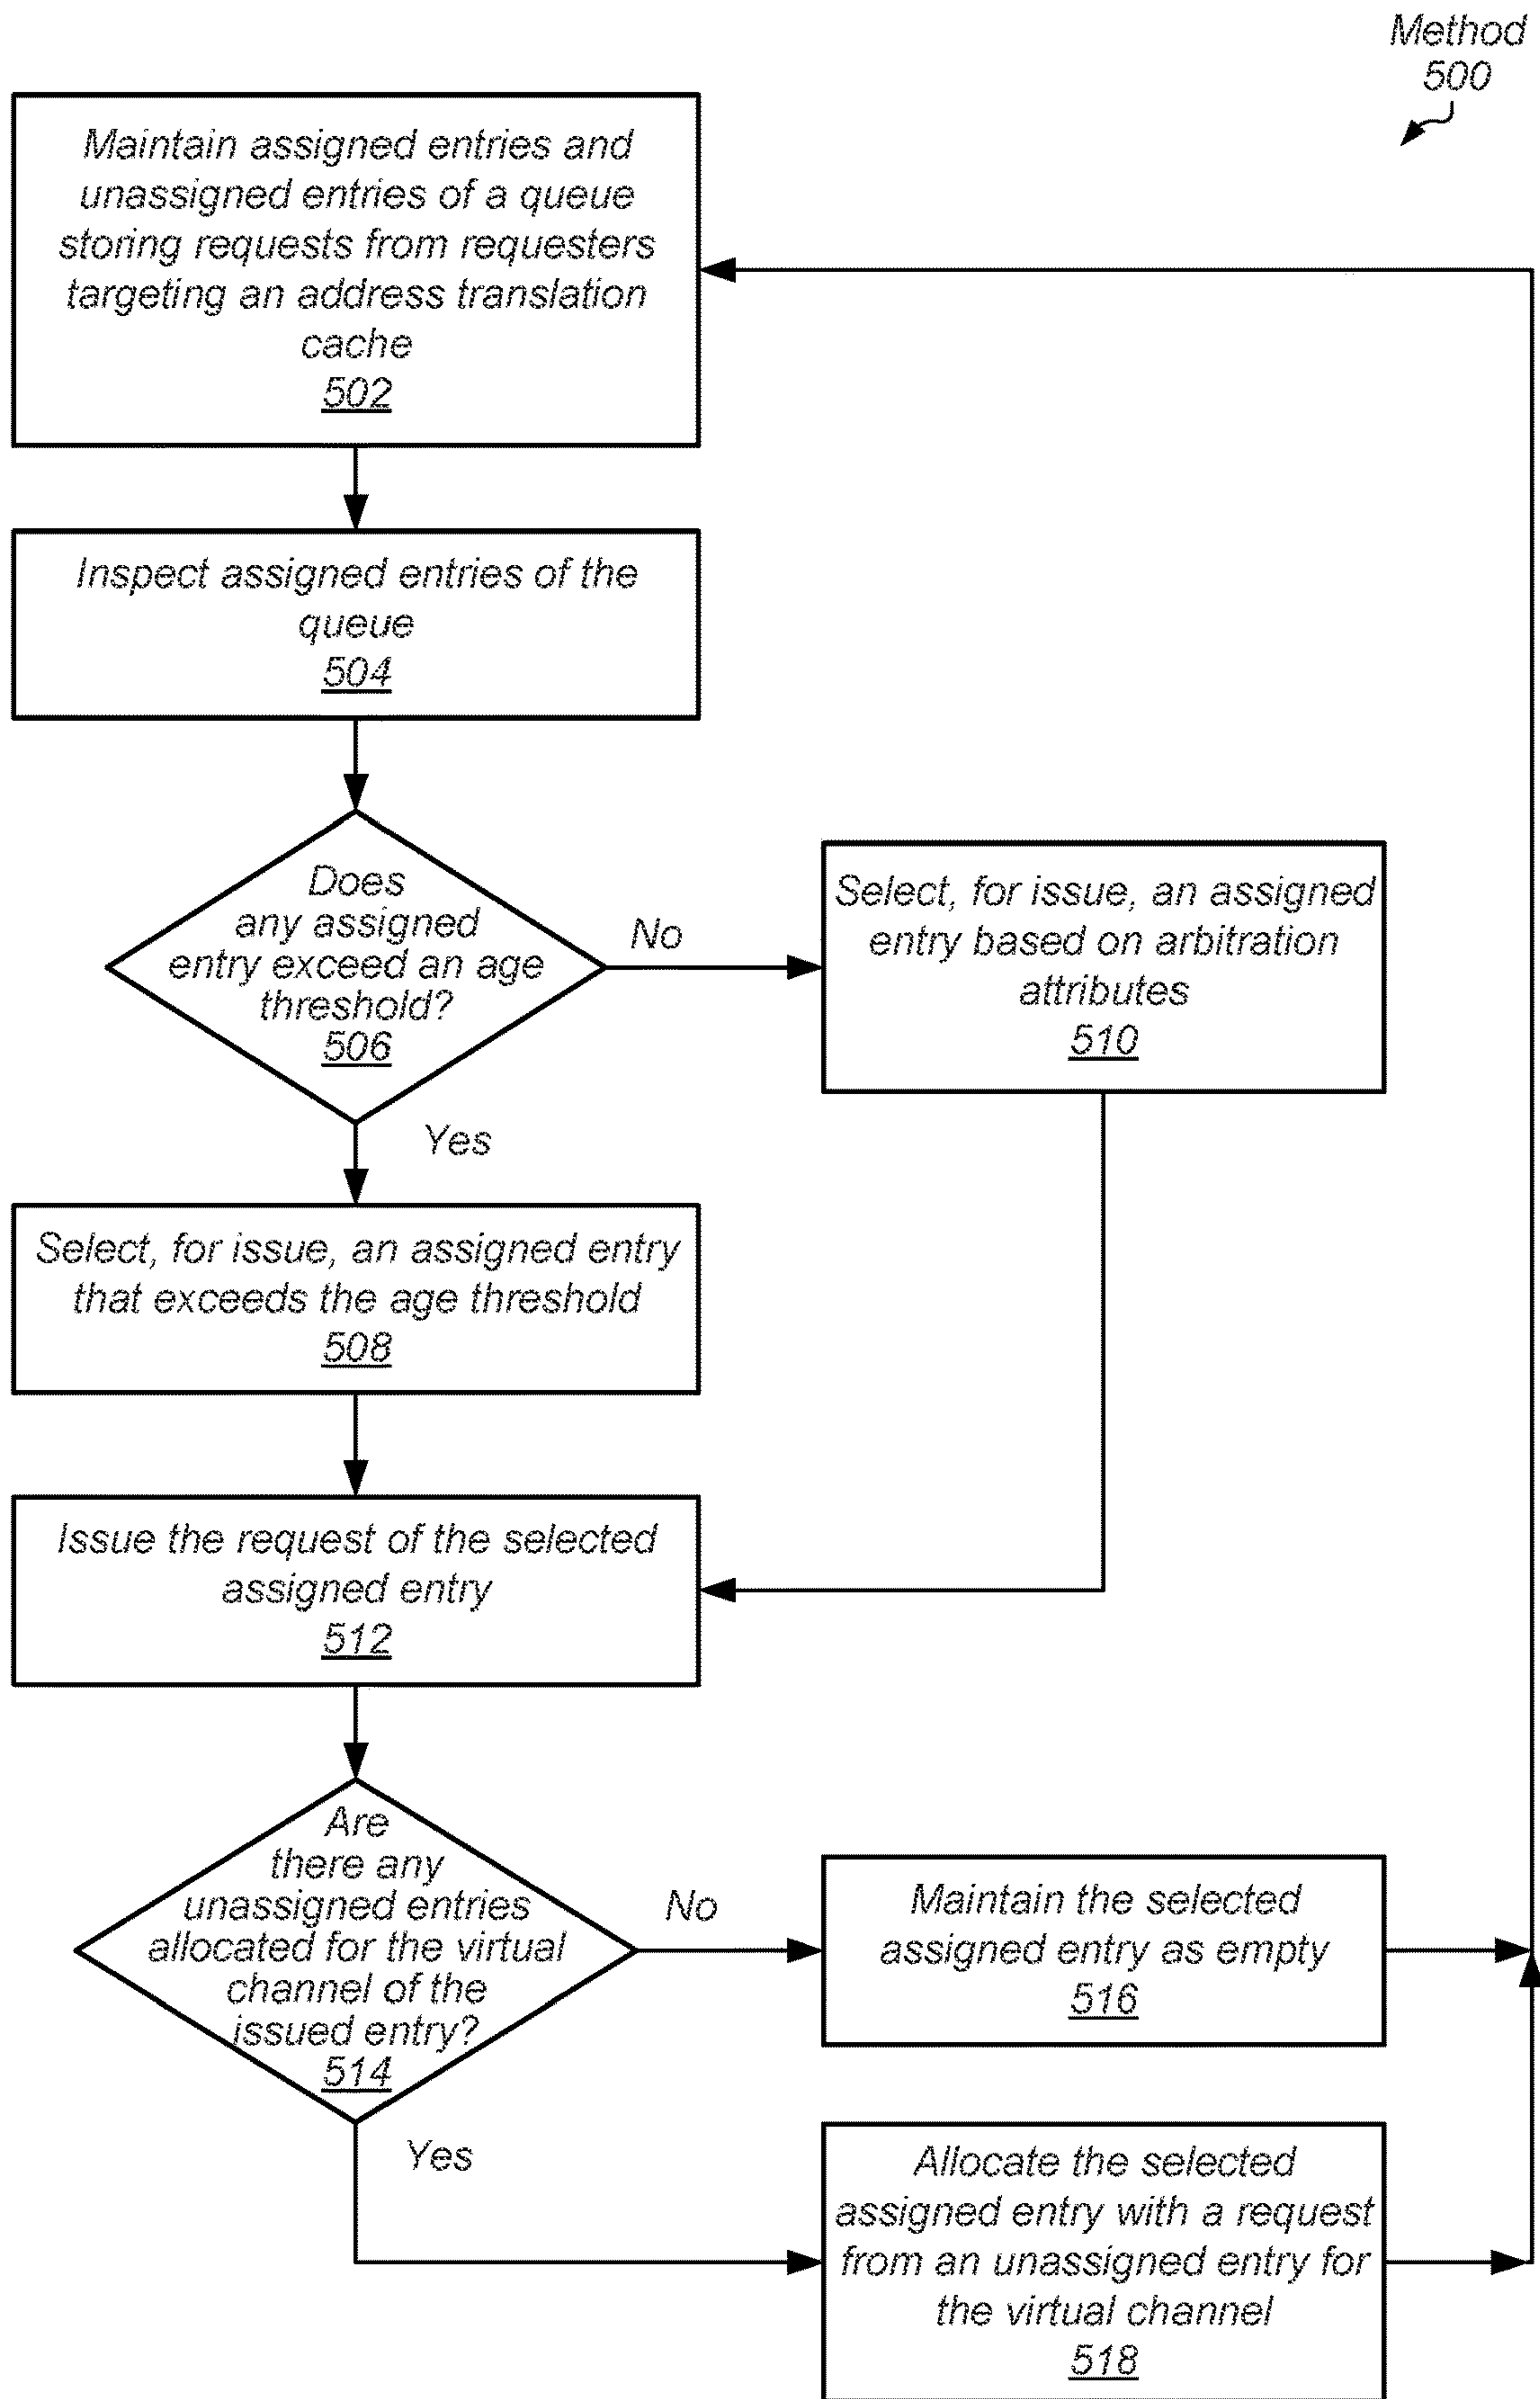 Method
500
Maintain assigned entries and
unassigned entries of a queue
storing requests from requesters
targeting an address translation
cache
502
Inspect assigned entries of the
queue
504
Does
any assigned
entry exceed an age
threshold?
506
No
Select, for issue, an assigned
entry based on arbitration
attributes
510
Yes
Select, for issue, an assigned entry
that exceeds the age threshold
508
Issue the request of the selected
assigned entry
512
Are
there any
unassigned entries
allocated for the virtual
channel of the
issued entry?
514
No
Maintain the selected
assigned entry as empty
516
Yes
Allocate the selected
assigned entry with a request
from an unassigned entry for
the virtual channel
518